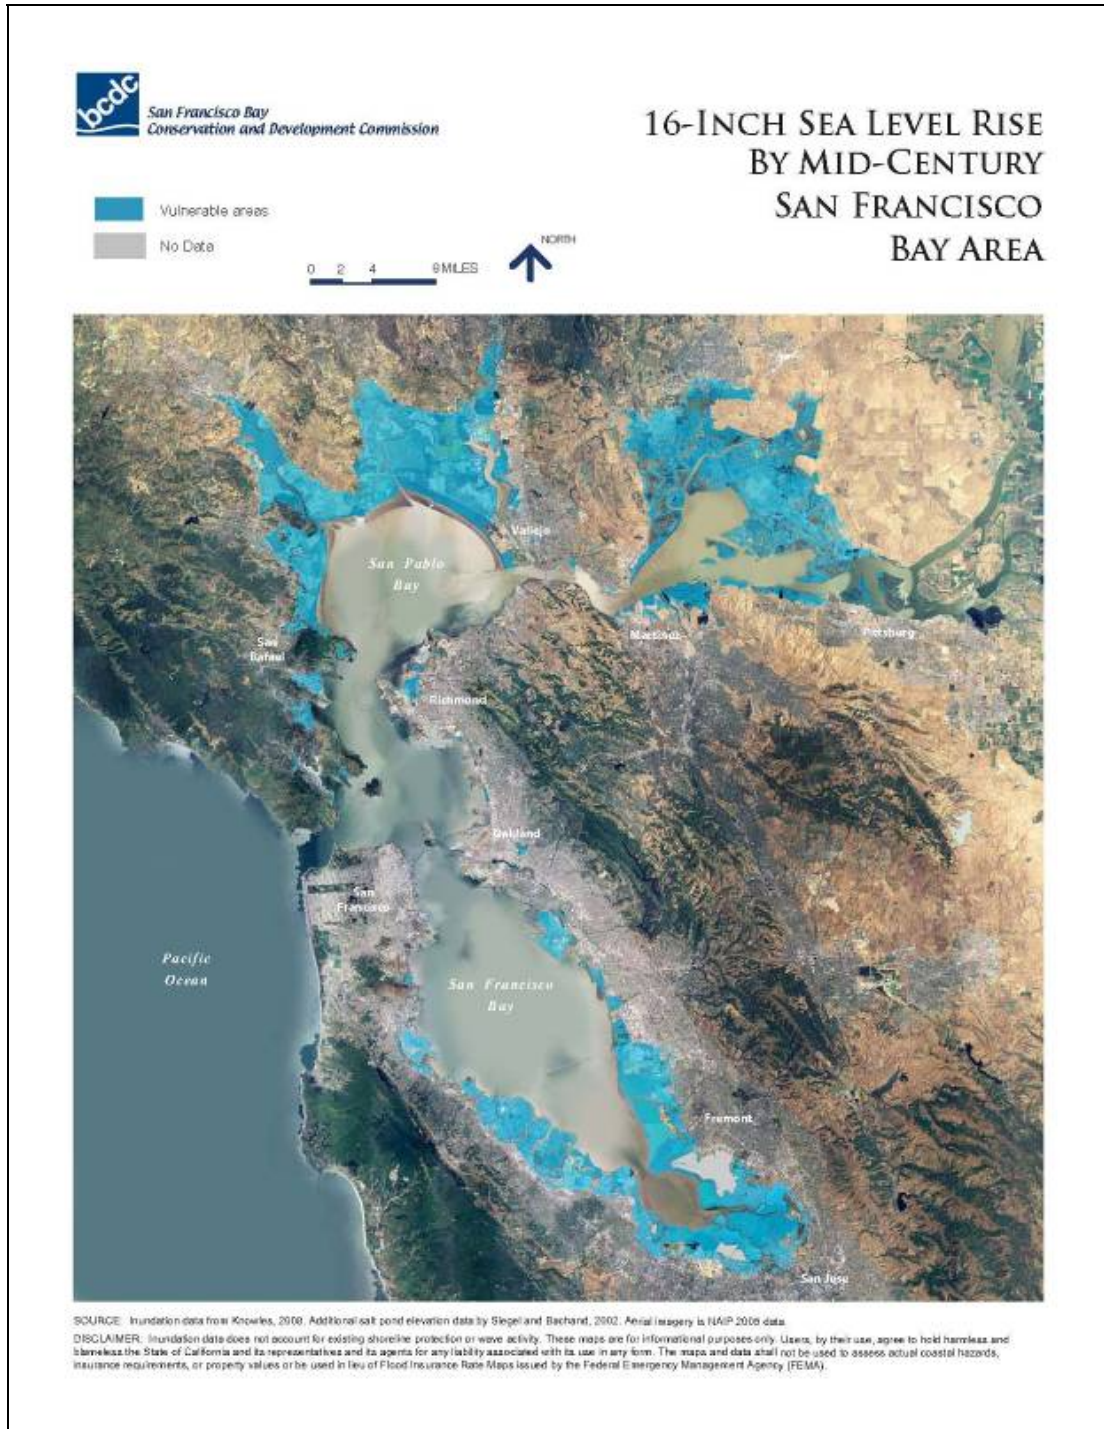 bcdc
San Francisco Bay
Conservation and Development Commission
16-INCH SEA LEVEL RISE
BY MID-CENTURY
SAN FRANCISCO
BAY AREA
Vulnerable areas
No Data
0 2 4 8 MILES
NORTH
Vallejo
San Pablo
Bay
San
Rafael
Martinez
Pittsburg
Richmond
Oakland
San
Francisco
Pacific
Ocean
San Francisco
Bay
Fremont
San Jose
SOURCE: Inundation data from Knowles, 2008. Additional salt pond elevation data by Siegel and Bachand, 2002. Aerial imagery is NAIP 2005 data.
DISCLAIMER: Inundation data does not account for existing shoreline protection or wave activity. These maps are for informational purposes only. Users, by their use, agree to hold harmless and
blameless the State of California and its representatives and its agents for any liability associated with its use in any form. The maps and data shall not be used to assess actual coastal hazards,
insurance requirements, or property values or be used in lieu of Flood Insurance Rate Maps issued by the Federal Emergency Management Agency (FEMA).